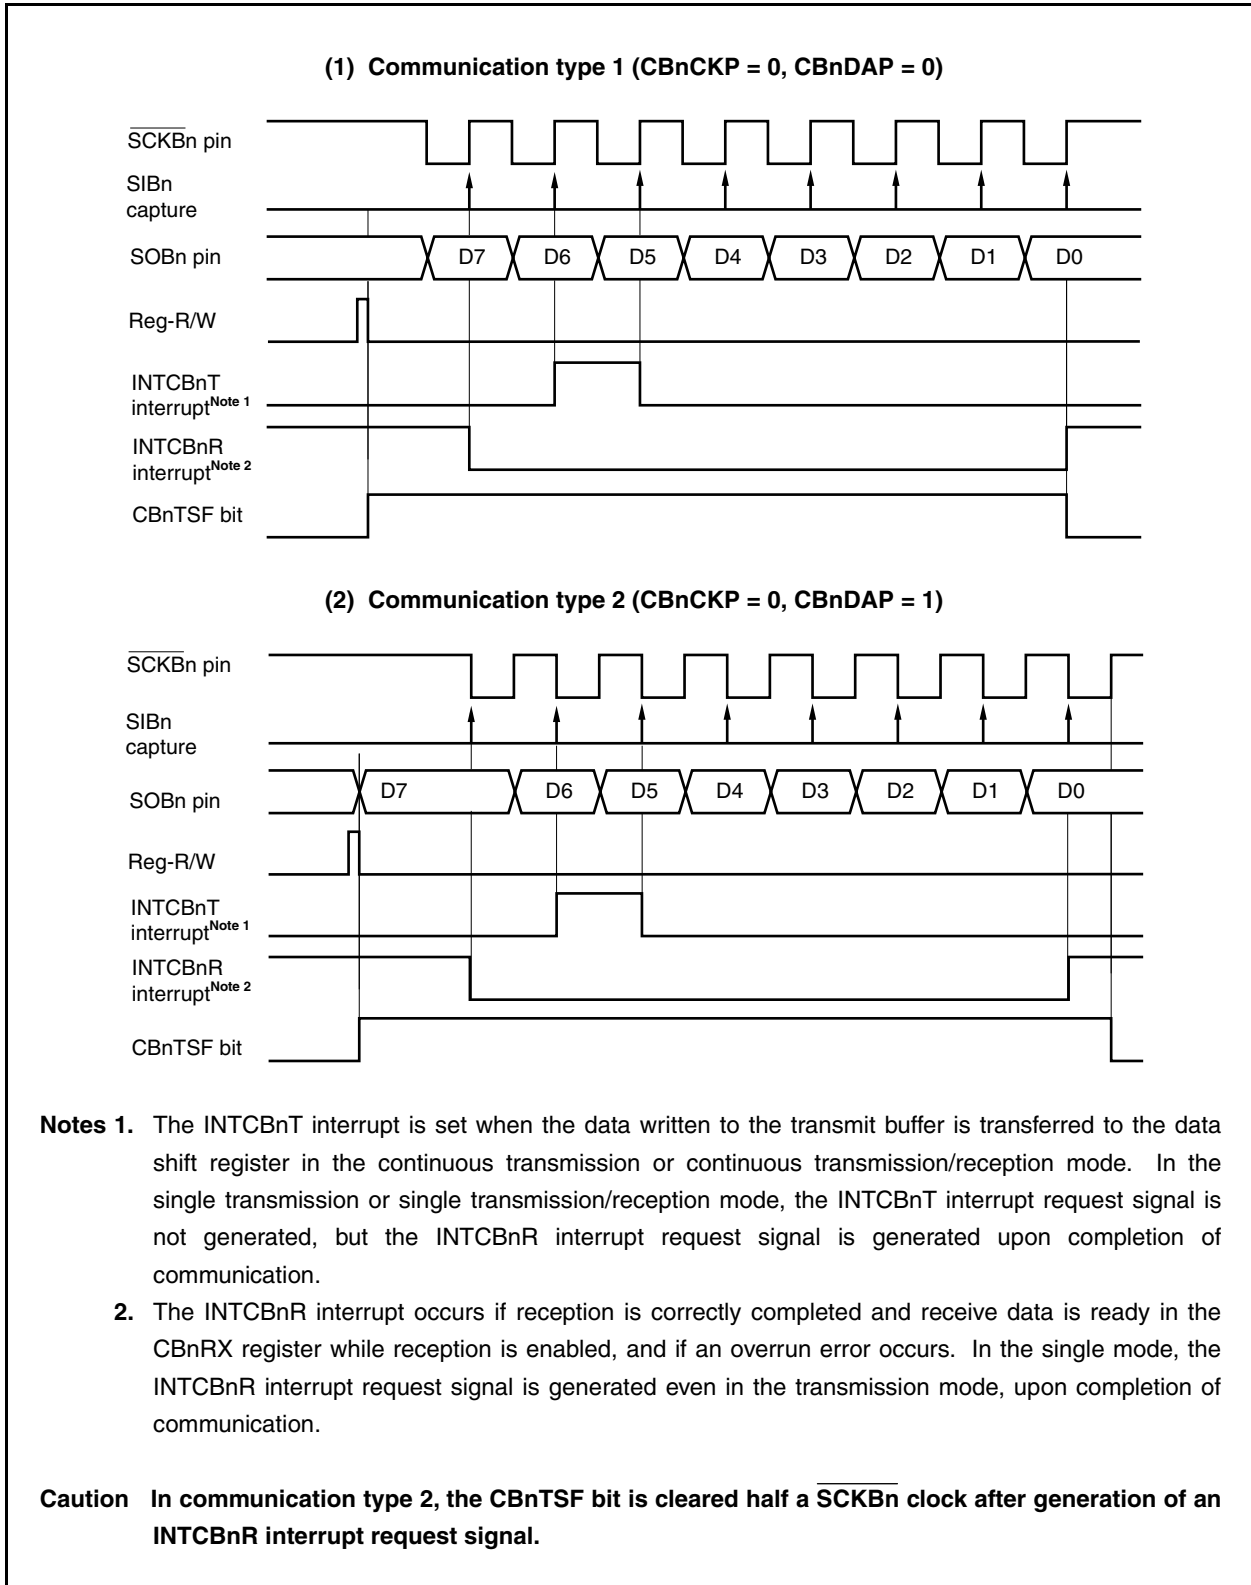 (1) Communication type 1 (CBnCKP = 0, CBnDAP = 0)
SCKBn pin
SIBn
capture
SOBn pin
D7 D6 D5 D4 D3 D2 D1 D0
Reg-R/W
INTCBnT
interruptNote 1
INTCBnR
interruptNote 2
CBnTSF bit
(2) Communication type 2 (CBnCKP = 0, CBnDAP = 1)
SCKBn pin
SIBn
capture
SOBn pin
D7 D6 D5 D4 D3 D2 D1 D0
Reg-R/W
INTCBnT
interruptNote 1
INTCBnR
interruptNote 2
CBnTSF bit
Notes 1. The INTCBnT interrupt is set when the data written to the transmit buffer is transferred to the data
shift register in the continuous transmission or continuous transmission/reception mode. In the
single transmission or single transmission/reception mode, the INTCBnT interrupt request signal is
not generated, but the INTCBnR interrupt request signal is generated upon completion of
communication.
2. The INTCBnR interrupt occurs if reception is correctly completed and receive data is ready in the
CBnRX register while reception is enabled, and if an overrun error occurs. In the single mode, the
INTCBnR interrupt request signal is generated even in the transmission mode, upon completion of
communication.
Caution In communication type 2, the CBnTSF bit is cleared half a SCKBn clock after generation of an
INTCBnR interrupt request signal.